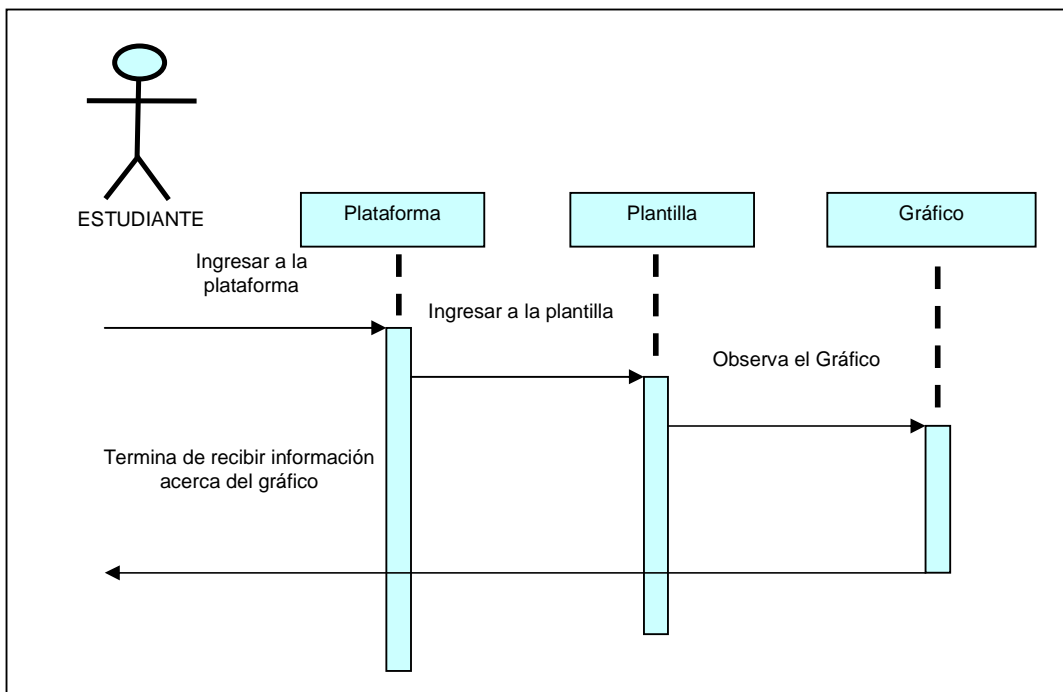 ESTUDIANTE
Plataforma
Plantilla
Gráfico
Ingresar a la
plataforma
Ingresar a la plantilla
Observa el Gráfico
Termina de recibir información
acerca del gráfico